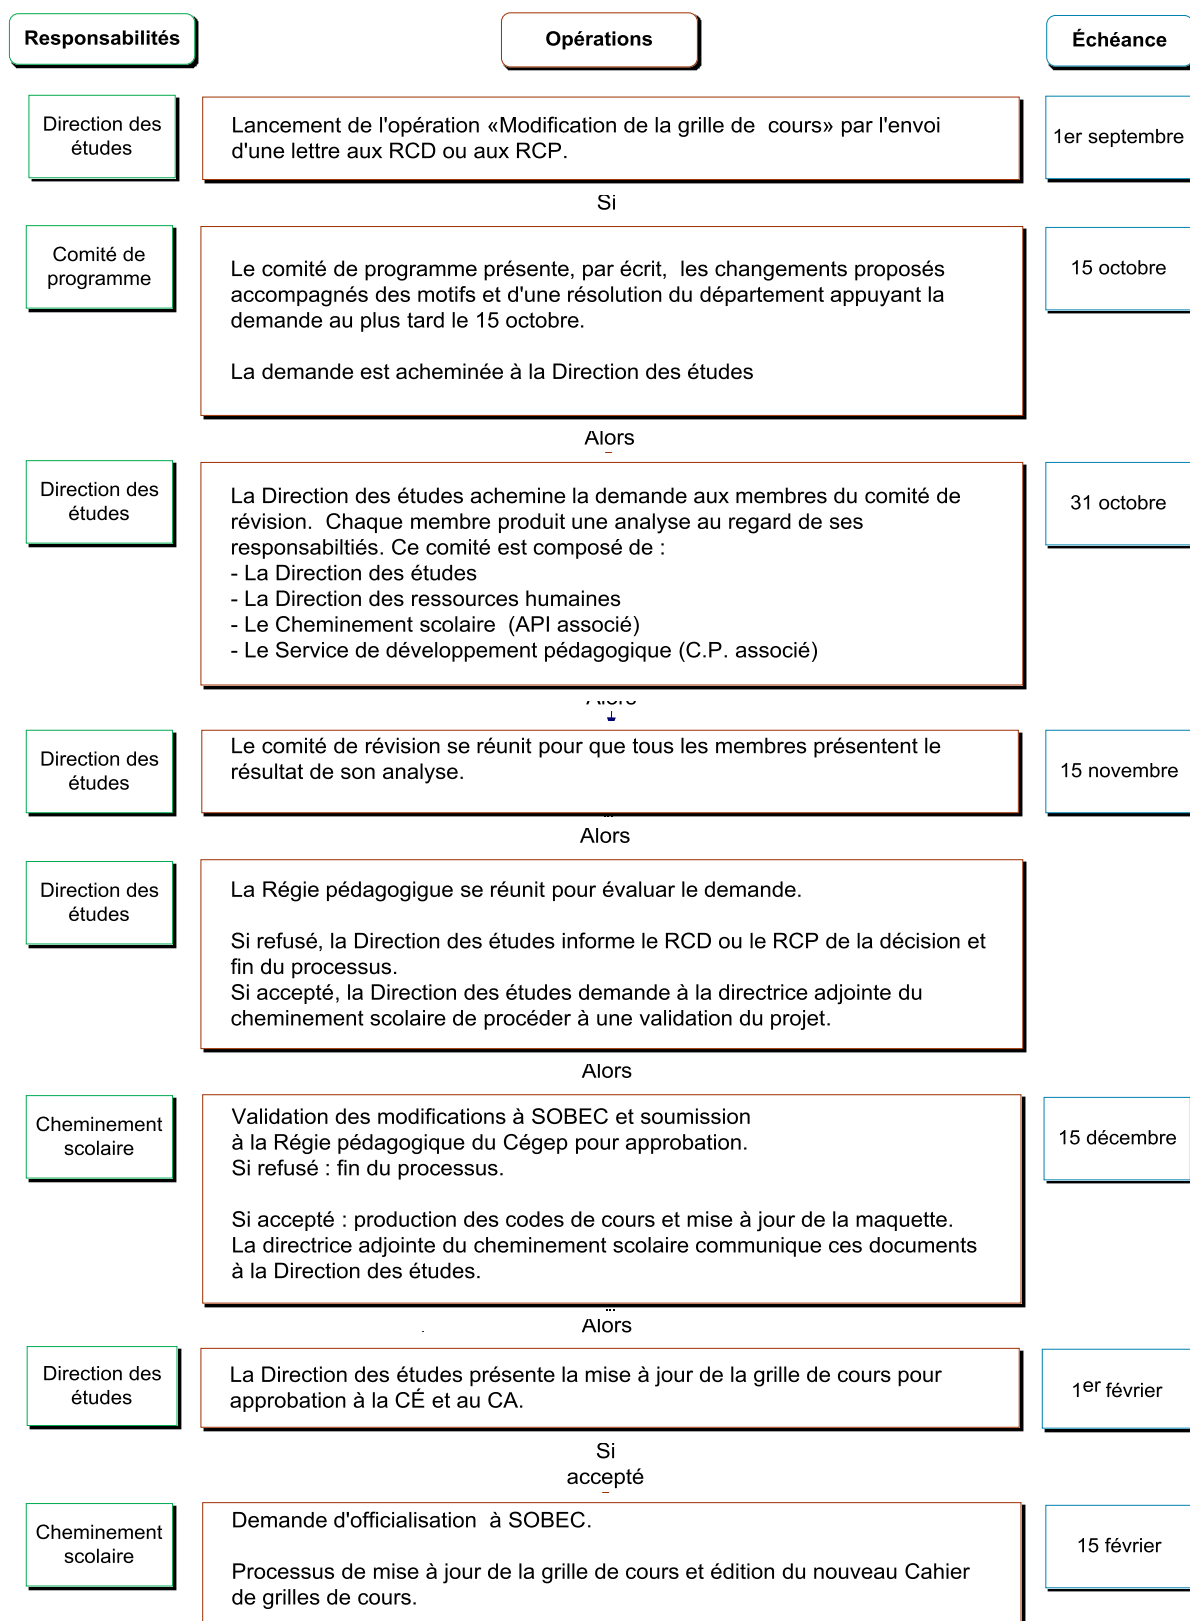 Responsabilités
Opérations
Échéance
Direction des
études
Lancement de l'opération «Modification de la grille de  cours» par l'envoi
d'une lettre aux RCD ou aux RCP.
1er septembre
Si
Comité de
programme
Le comité de programme présente, par écrit,  les changements proposés
accompagnés des motifs et d'une résolution du département appuyant la
demande au plus tard le 15 octobre.
La demande est acheminée à la Direction des études
15 octobre
Alors
Direction des
études
La Direction des études achemine la demande aux membres du comité de
révision.  Chaque membre produit une analyse au regard de ses
responsabiltiés. Ce comité est composé de :
- La Direction des études
- La Direction des ressources humaines
- Le Cheminement scolaire  (API associé)
- Le Service de développement pédagogique (C.P. associé)
31 octobre
Alors
Direction des
études
Le comité de révision se réunit pour que tous les membres présentent le
résultat de son analyse.
15 novembre
Alors
Direction des
études
La Régie pédagogigue se réunit pour évaluer le demande.
Si refusé, la Direction des études informe le RCD ou le RCP de la décision et
fin du processus.
Si accepté, la Direction des études demande à la directrice adjointe du
cheminement scolaire de procéder à une validation du projet.
Alors
Cheminement
scolaire
Validation des modifications à SOBEC et soumission
à la Régie pédagogique du Cégep pour approbation.
Si refusé : fin du processus.
Si accepté : production des codes de cours et mise à jour de la maquette.
La directrice adjointe du cheminement scolaire communique ces documents
à la Direction des études.
15 décembre
Alors
Direction des
études
La Direction des études présente la mise à jour de la grille de cours pour
approbation à la CÉ et au CA.
1er février
Si
accepté
Cheminement
scolaire
Demande d'officialisation  à SOBEC.
Processus de mise à jour de la grille de cours et édition du nouveau Cahier
de grilles de cours.
15 février